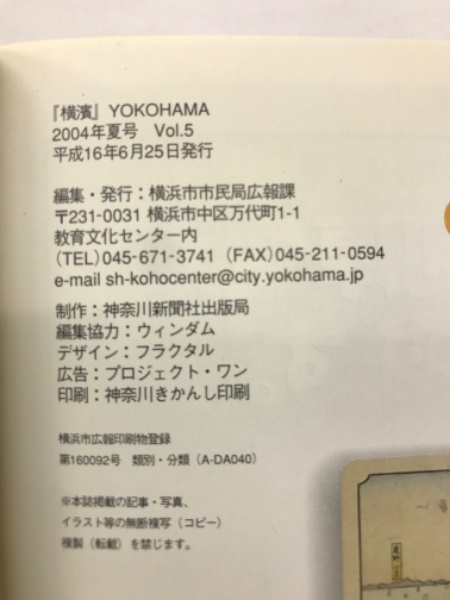 『横濱』 YOKOHAMA
2004年夏号 Vol.5
平成16年6月25日発行
編集・発行：横浜市市民局広報課
〒231-0031 横浜市中区万代町1-1
教育文化センター内
（TEL）045-671-3741 （FAX）045-211-0594
e-mail sh-kohocenter@city.yokohama.jp
制作：神奈川新聞社出版局
編集協力：ウィンダム
デザイン：フラクタル
広告：プロジェクト・ワン
印刷：神奈川きかんし印刷
横浜市広報印刷物登録
第160092号 類別・分類（A-DA040）
※本誌掲載の記事・写真、
イラスト等の無断複写（コピー）
複製（転載）を禁じます。